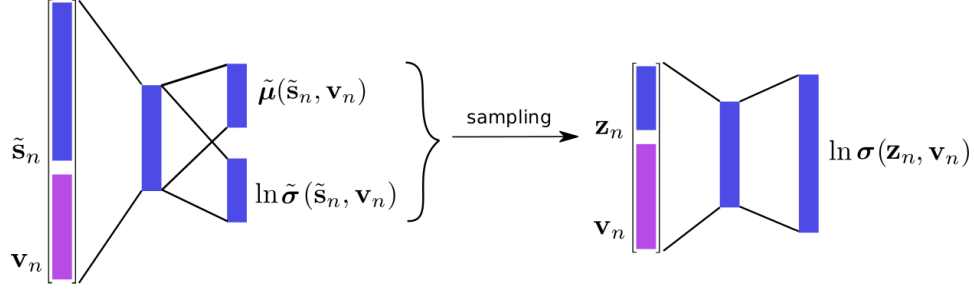 s̃ₙ
vₙ
μ̃(s̃ₙ, vₙ)
ln σ̃(s̃ₙ, vₙ)
sampling
zₙ
vₙ
ln σ(zₙ, vₙ)